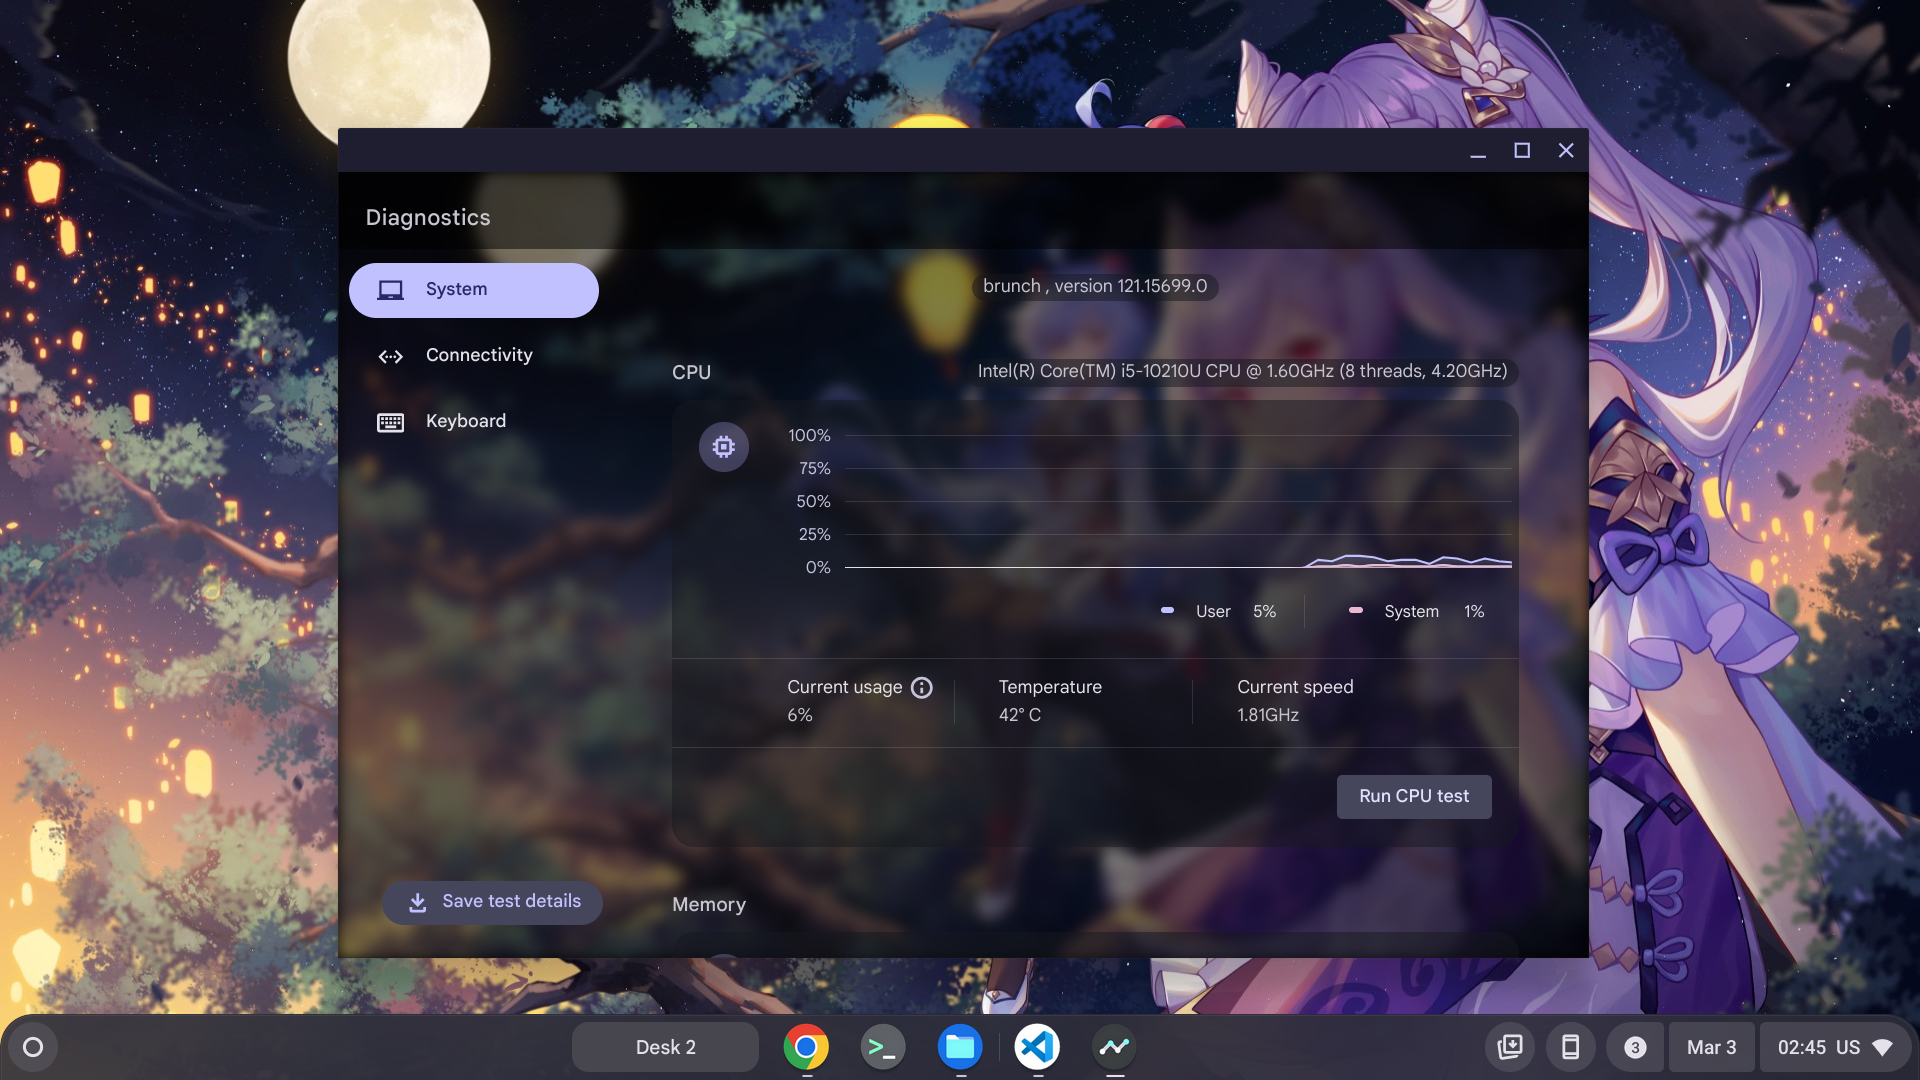 Diagnostics
System
Connectivity
Keyboard
Save test details
brunch , version 121.15699.0
CPU
Intel(R) Core(TM) i5-10210U CPU @ 1.60GHz (8 threads, 4.20GHz)
100%
75%
50%
25%
0%
User 5% System 1%
Current usage Temperature Current speed
6% 42° C 1.81GHz
Run CPU test
Memory
Desk 2
3 Mar 3 02:45 US